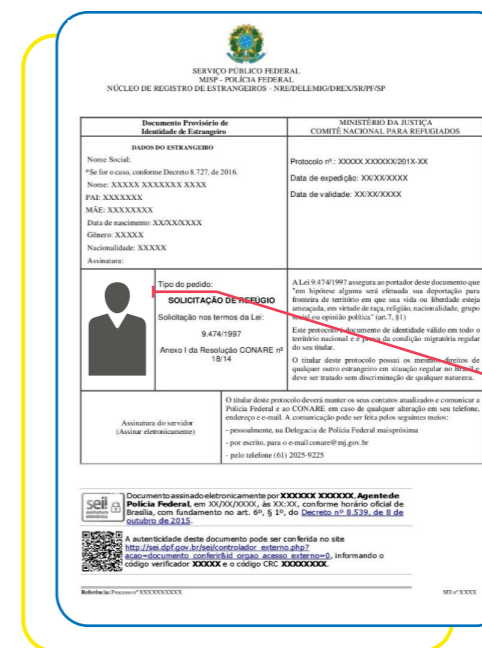 SERVIÇO PÚBLICO FEDERAL
MJSP - POLÍCIA FEDERAL
NÚCLEO DE REGISTRO DE ESTRANGEIROS - NRE/DELEMIG/DREX/SR/PF/SP
Documento Provisório de
Identidade de Estrangeiro
MINISTÉRIO DA JUSTIÇA
COMITÊ NACIONAL PARA REFUGIADOS
DADOS DO ESTRANGEIRO
Nome Social:
*Se for o caso, conforme Decreto 8.727, de 2016.
Nome: XXXXX XXXXXXX XXXX
PAI: XXXXXXX
MÃE: XXXXXXXX
Data de nascimento: XX/XX/XXXX
Gênero: XXXXX
Nacionalidade: XXXXX
Assinatura:
Protocolo nº.: XXXXX.XXXXXX/201X-XX
Data de expedição: XX/XX/XXXX
Data de validade: XX/XX/XXXX
Tipo do pedido:
SOLICITAÇÃO DE REFÚGIO
Solicitação nos termos da Lei:
9.474/1997
Anexo I da Resolução CONARE nº
18/14
A Lei 9.474/1997 assegura ao portador deste documento que
"em hipótese alguma será efetuada sua deportação para
fronteira de território em que sua vida ou liberdade esteja
ameaçada, em virtude de raça, religião, nacionalidade, grupo
social ou opinião política" (art.7, §1)
Este protocolo é documento de identidade válido em todo o
território nacional e é prova da condição migratória regular
do seu titular.
O titular deste protocolo possui os mesmos direitos de
qualquer outro estrangeiro em situação regular no Brasil e
deve ser tratado sem discriminação de qualquer natureza.
Assinatura do servidor
(Assinar eletronicamente)
O titular deste protocolo deverá manter os seus contatos atualizados e comunicar a
Polícia Federal e ao CONARE em caso de qualquer alteração em seu telefone,
endereço e e-mail. A comunicação pode ser feita pelos seguintes meios:
- pessoalmente, na Delegacia de Polícia Federal maispróxima
- por escrito, para o e-mail conare@mj.gov.br
- pelo telefone (61) 2025-9225
seil
assinatura
eletrônica
Documento assinado eletronicamente por XXXXXX XXXXXX, Agente de
Polícia Federal, em XX/XX/XXXX, às XX:XX, conforme horário oficial de
Brasília, com fundamento no art. 6º, § 1º, do Decreto nº 8.539, de 8 de
outubro de 2015.
A autenticidade deste documento pode ser conferida no site
http://sei.dpf.gov.br/sei/controlador_externo.php?
acao=documento_conferir&id_orgao_acesso_externo=0, informando o
código verificador XXXXX e o código CRC XXXXXXXX.
Referência: Processo nº XXXXXXXXXX
SEI nº XXXX